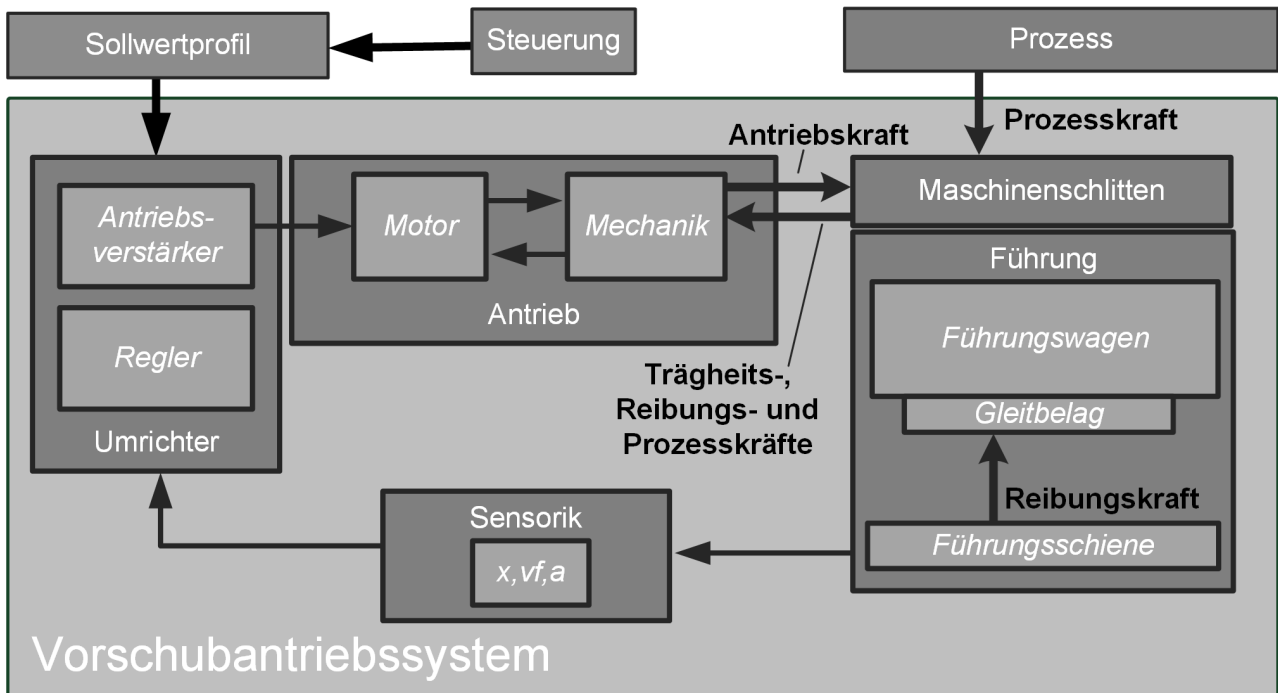 Sollwertprofil
Steuerung
Prozess
Antriebskraft
Prozesskraft
Antriebs-
verstärker
Motor
Mechanik
Maschinenschlitten
Führung
Antrieb
Führungswagen
Regler
Trägheits-,
Reibungs- und
Prozesskräfte
Gleitbelag
Umrichter
Reibungskraft
Sensorik
Führungsschiene
x,vf,a
Vorschubantriebssystem